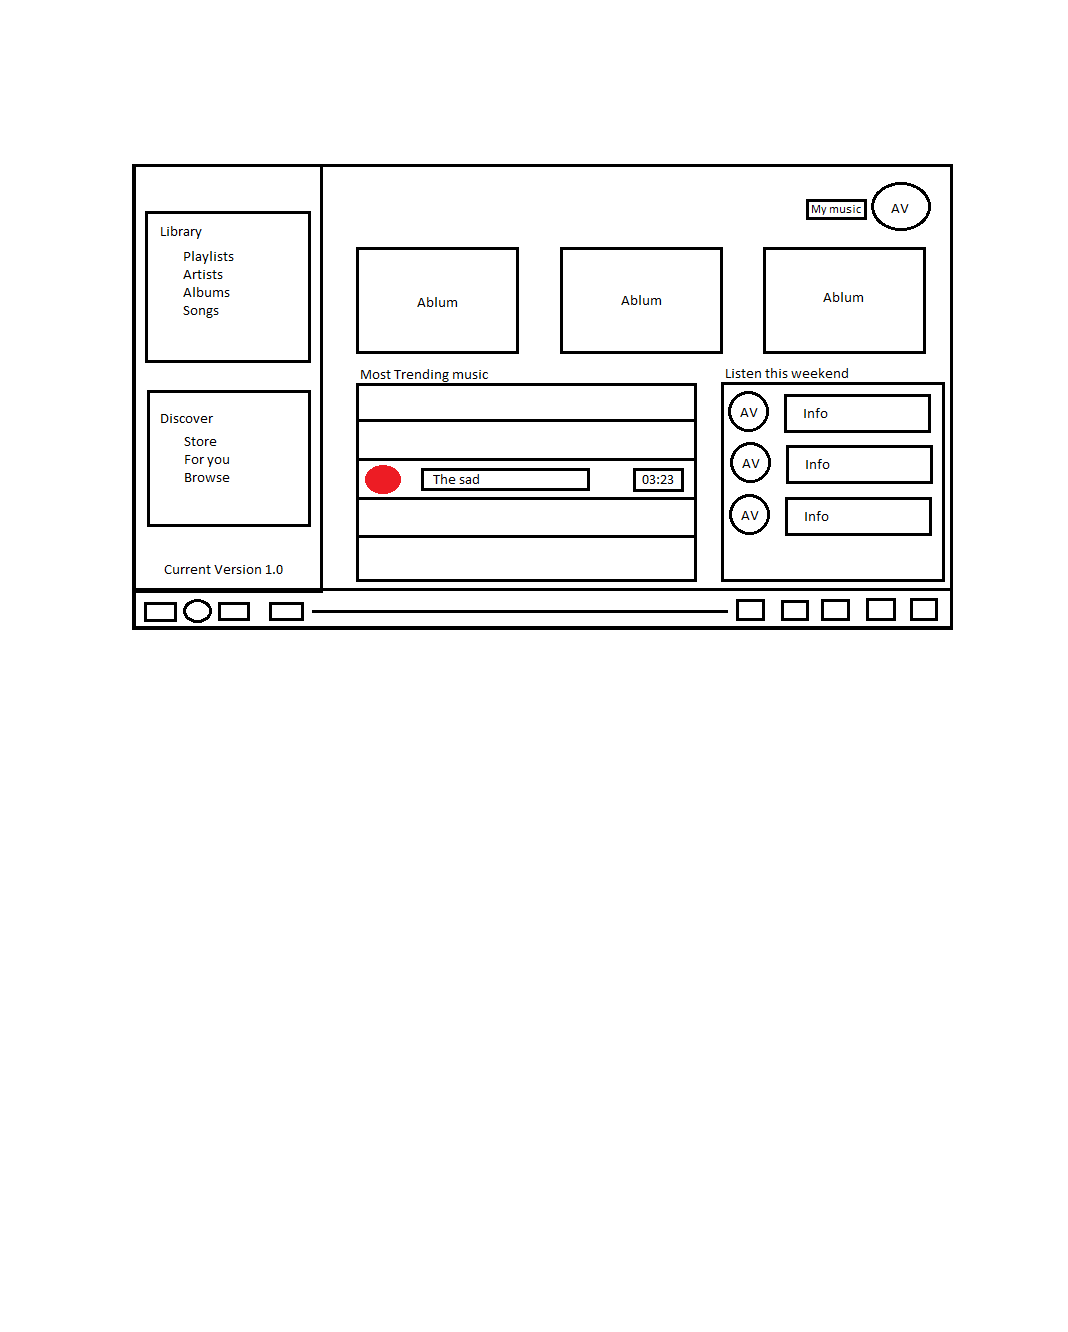 My music
AV
Library
Playlists
Artists
Albums
Songs
Ablum
Ablum
Ablum
Most Trending music
Listen this weekend
AV
Info
Discover
Store
For you
Browse
AV
Info
The sad
03:23
AV
Info
Current Version 1.0